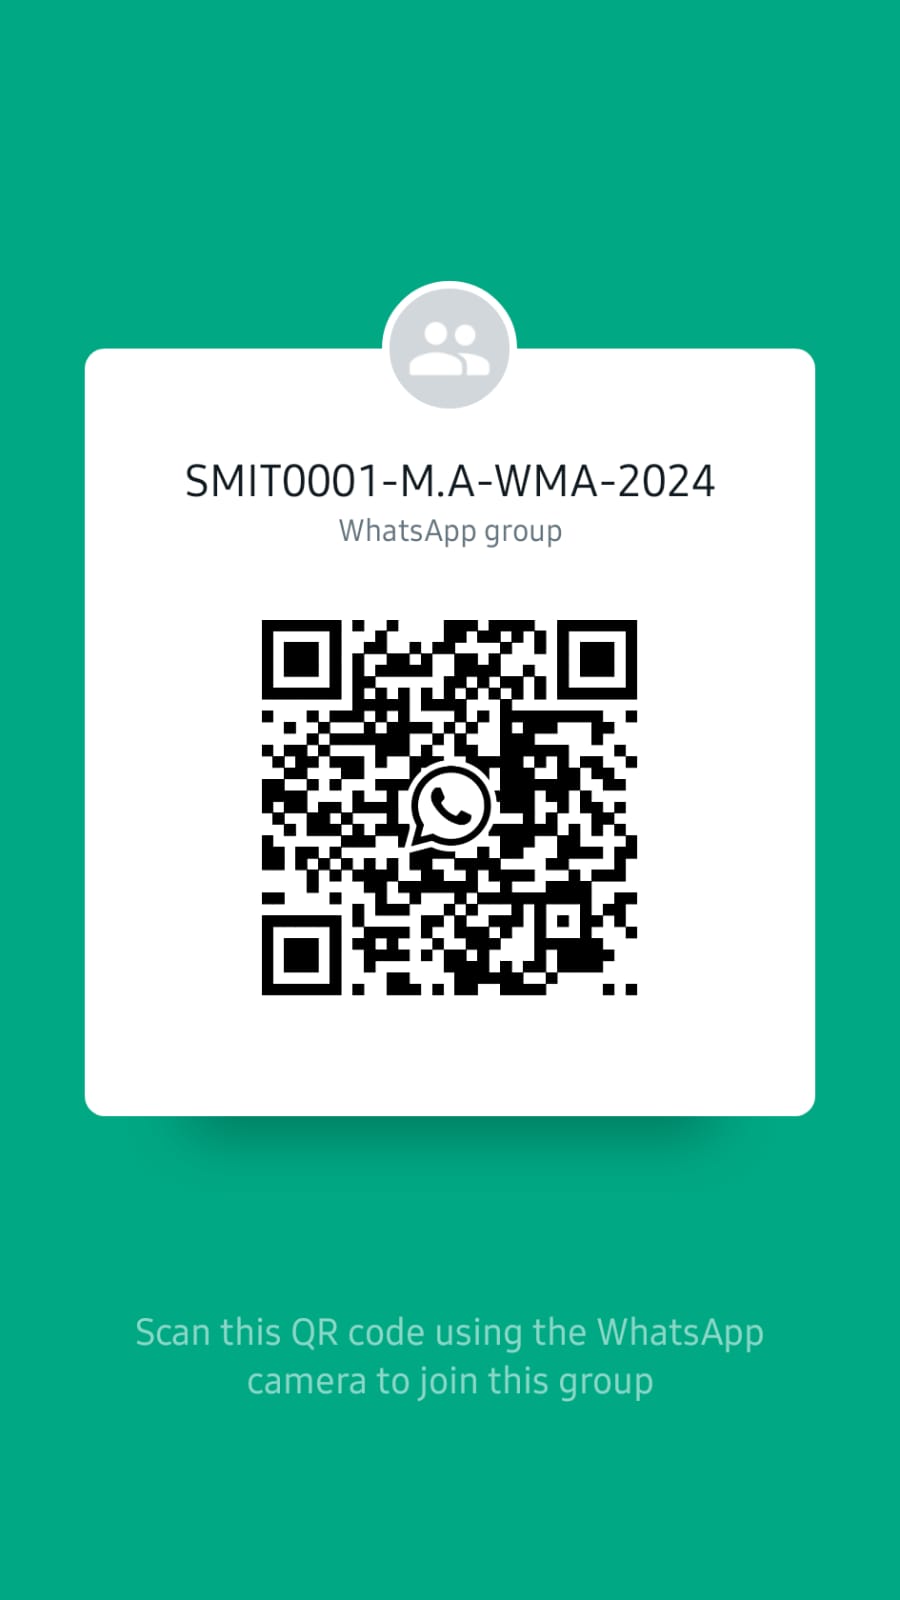 SMIT0001-M.A-WMA-2024
WhatsApp group
Scan this QR code using the WhatsApp
camera to join this group